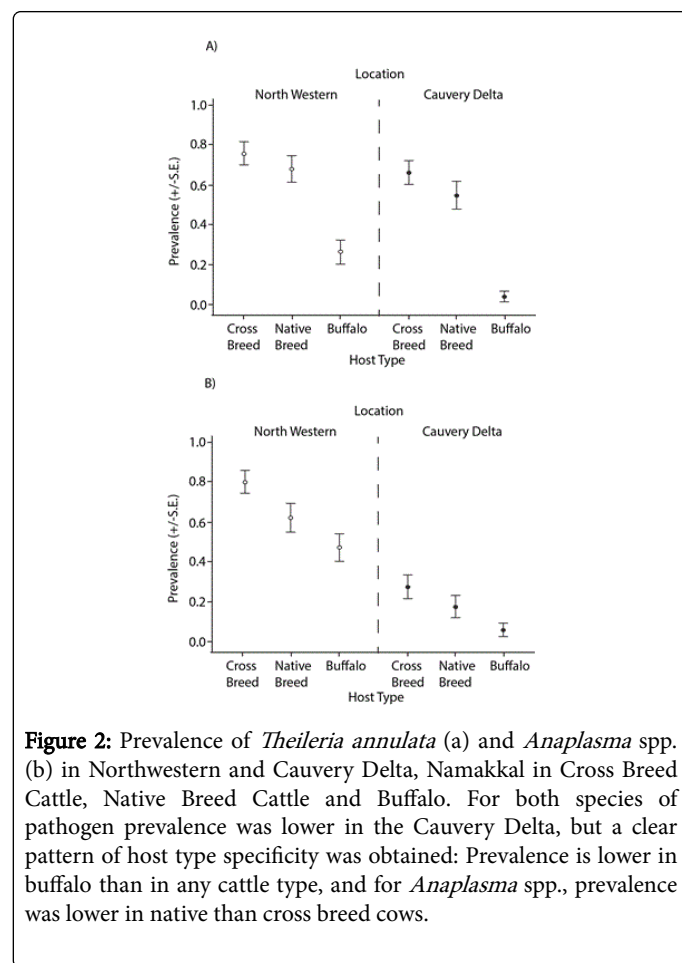 A)
Location
North Western Cauvery Delta
1.0
0.8
0.6
0.4
0.2
0.0
Prevalence (+/-S.E.)
Cross Breed Native Breed Buffalo Cross Breed Native Breed Buffalo
Host Type
B)
Location
North Western Cauvery Delta
1.0
0.8
0.6
0.4
0.2
0.0
Prevalence (+/-S.E.)
Cross Breed Native Breed Buffalo Cross Breed Native Breed Buffalo
Host Type
Figure 2: Prevalence of Theileria annulata (a) and Anaplasma spp.
(b) in Northwestern and Cauvery Delta, Namakkal in Cross Breed
Cattle, Native Breed Cattle and Buffalo. For both species of
pathogen prevalence was lower in the Cauvery Delta, but a clear
pattern of host type specificity was obtained: Prevalence is lower in
buffalo than in any cattle type, and for Anaplasma spp., prevalence
was lower in native than cross breed cows.